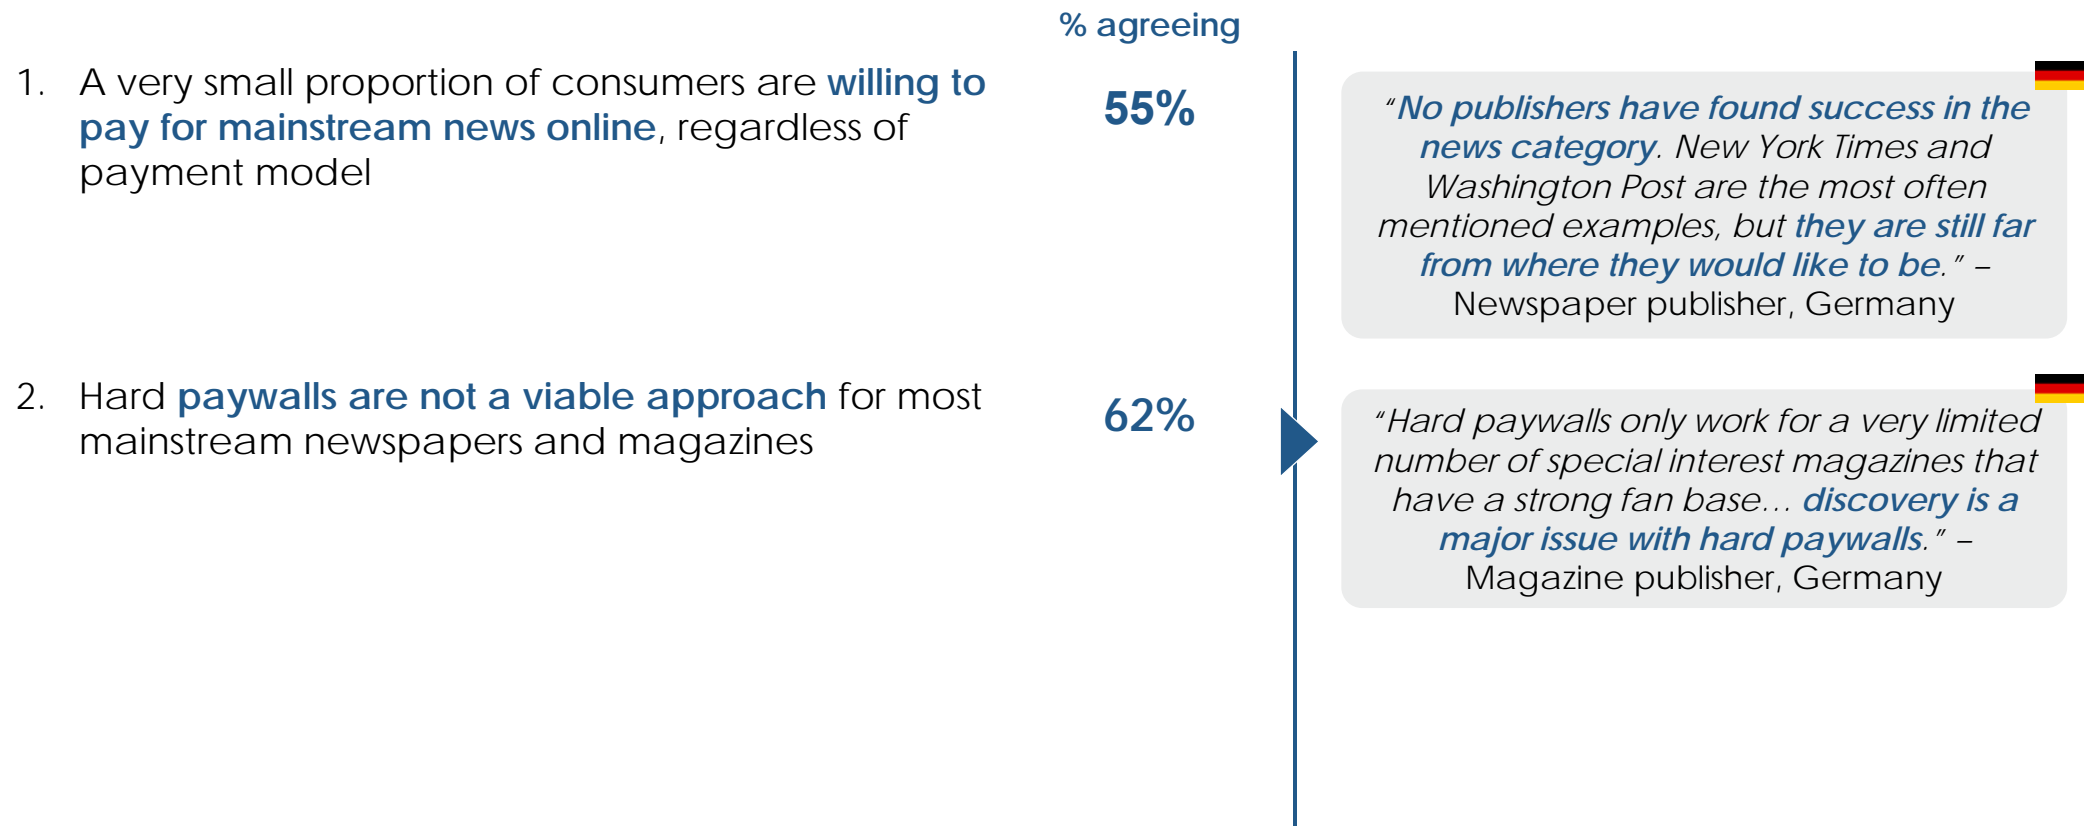 % agreeing
1. A very small proportion of consumers are willing to
pay for mainstream news online, regardless of
payment model
55%
“No publishers have found success in the
news category. New York Times and
Washington Post are the most often
mentioned examples, but they are still far
from where they would like to be.” –
Newspaper publisher, Germany
2. Hard paywalls are not a viable approach for most
mainstream newspapers and magazines
62%
“Hard paywalls only work for a very limited
number of special interest magazines that
have a strong fan base… discovery is a
major issue with hard paywalls.” –
Magazine publisher, Germany